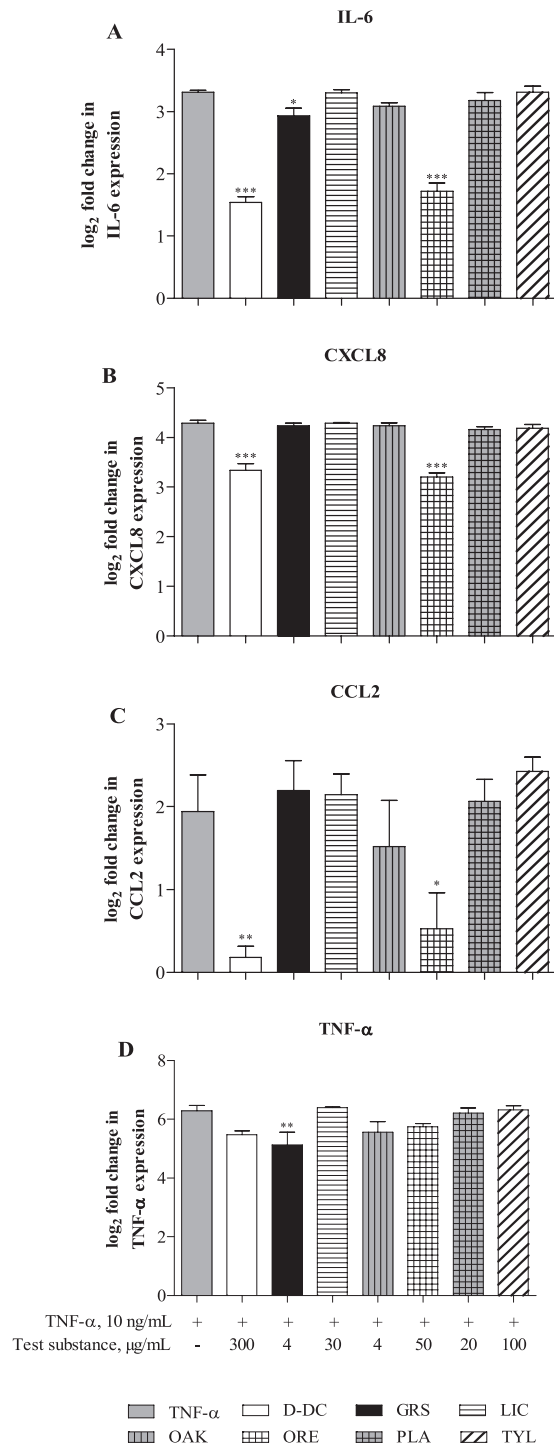 IL-6
A
4
3
2
1
0
log2 fold change in
IL-6 expression
***
*
***
CXCL8
B
5
4
3
2
1
0
log2 fold change in
CXCL8 expression
***
***
CCL2
C
3
2
1
0
log2 fold change in
CCL2 expression
**
*
TNF-α
D
8
6
4
2
0
log2 fold change in
TNF-α expression
**
TNF-α, 10 ng/mL + + + + + + + +
Test substance, µg/mL - 300 4 30 4 50 20 100
TNF-α D-DC GRS LIC
OAK ORE PLA TYL